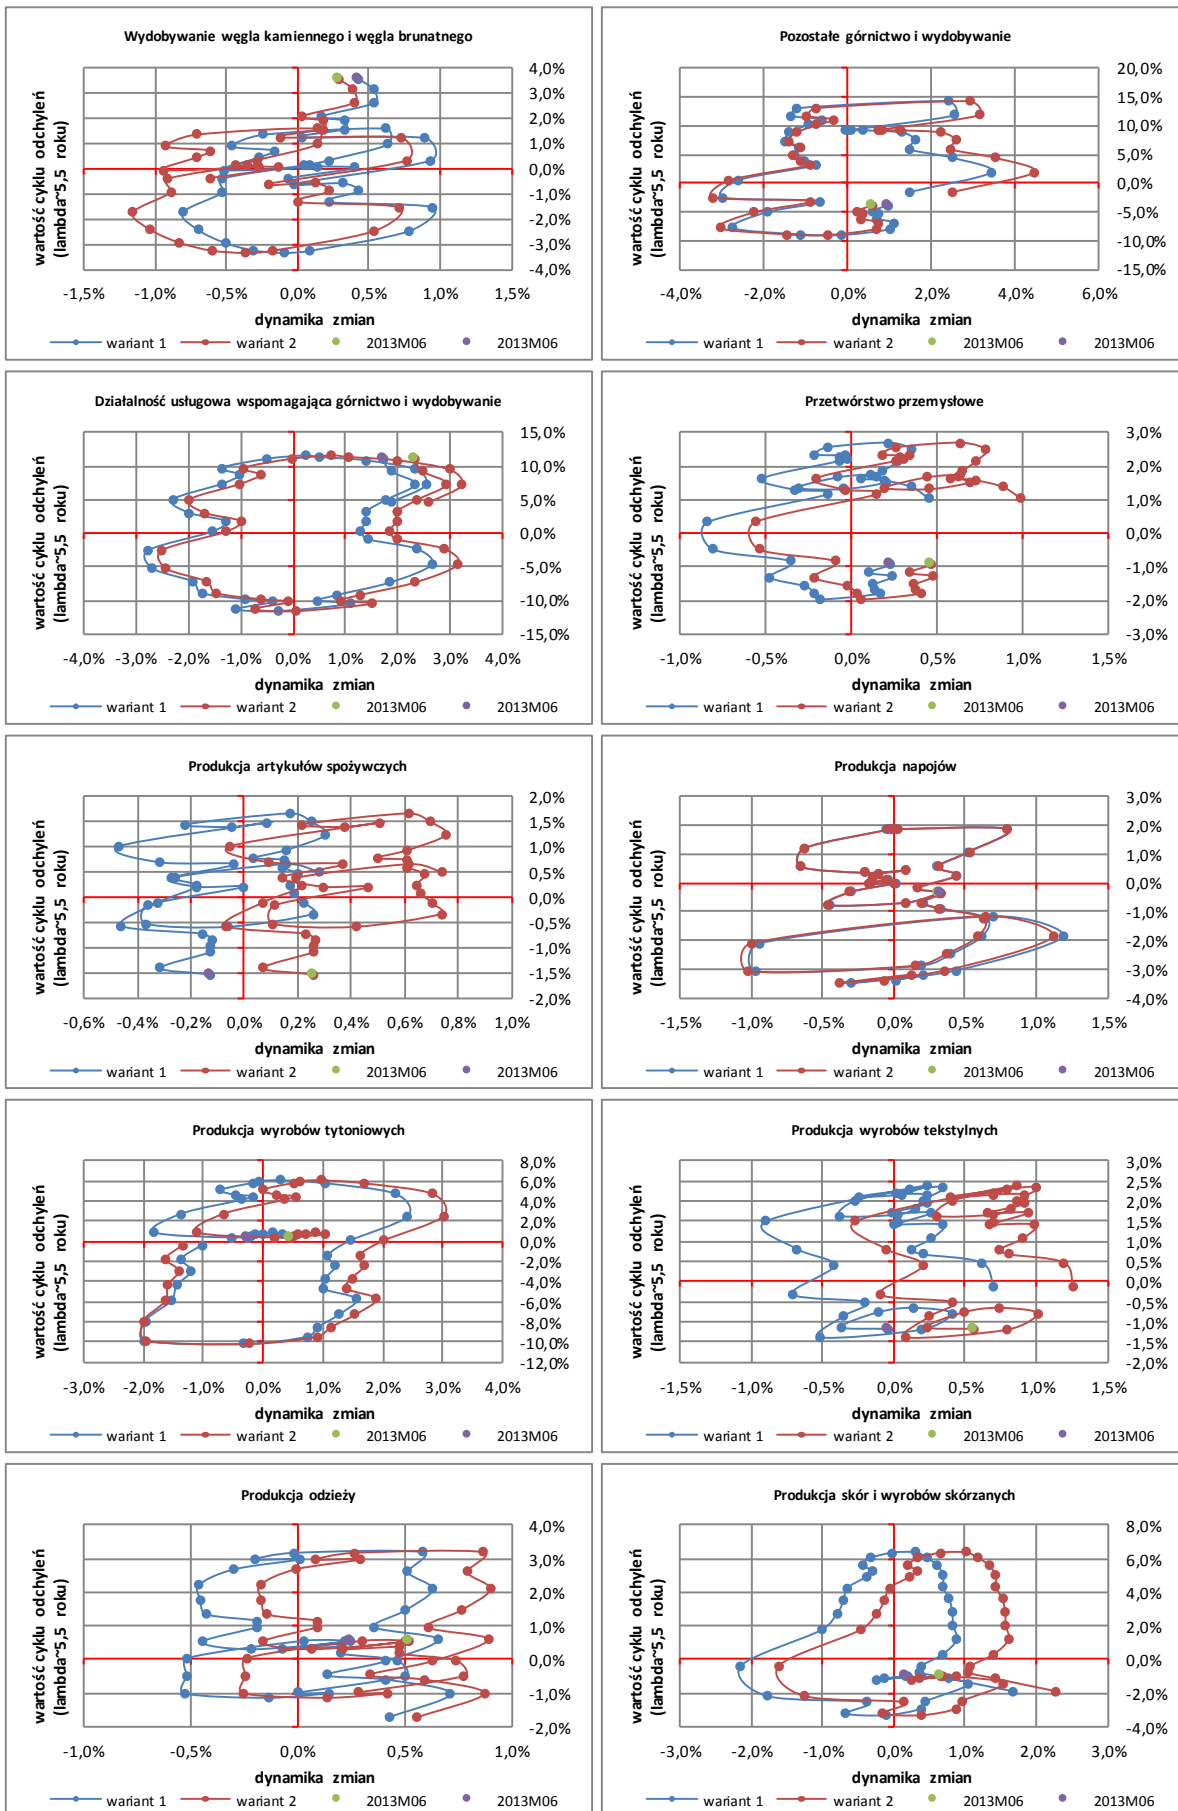 Wydobywanie węgla kamiennego i węgla brunatnego
wartość cyklu odchyleń
(lambda~5,5 roku)
4,0%
3,0%
2,0%
1,0%
0,0%
-1,0%
-2,0%
-3,0%
-4,0%
-1,5% -1,0% -0,5% 0,0% 0,5% 1,0% 1,5%
dynamika zmian
wariant 1 wariant 2 2013M06 2013M06
Pozostałe górnictwo i wydobywanie
wartość cyklu odchyleń
(lambda~5,5 roku)
20,0%
15,0%
10,0%
5,0%
0,0%
-5,0%
-10,0%
-15,0%
-4,0% -2,0% 0,0% 2,0% 4,0% 6,0%
dynamika zmian
wariant 1 wariant 2 2013M06 2013M06
Działalność usługowa wspomagająca górnictwo i wydobywanie
wartość cyklu odchyleń
(lambda~5,5 roku)
15,0%
10,0%
5,0%
0,0%
-5,0%
-10,0%
-15,0%
-4,0% -3,0% -2,0% -1,0% 0,0% 1,0% 2,0% 3,0% 4,0%
dynamika zmian
wariant 1 wariant 2 2013M06 2013M06
Przetwórstwo przemysłowe
wartość cyklu odchyleń
(lambda~5,5 roku)
3,0%
2,0%
1,0%
0,0%
-1,0%
-2,0%
-3,0%
-1,0% -0,5% 0,0% 0,5% 1,0% 1,5%
dynamika zmian
wariant 1 wariant 2 2013M06 2013M06
Produkcja artykułów spożywczych
wartość cyklu odchyleń
(lambda~5,5 roku)
2,0%
1,5%
1,0%
0,5%
0,0%
-0,5%
-1,0%
-1,5%
-2,0%
-0,6% -0,4% -0,2% 0,0% 0,2% 0,4% 0,6% 0,8% 1,0%
dynamika zmian
wariant 1 wariant 2 2013M06 2013M06
Produkcja napojów
wartość cyklu odchyleń
(lambda~5,5 roku)
3,0%
2,0%
1,0%
0,0%
-1,0%
-2,0%
-3,0%
-4,0%
-1,5% -1,0% -0,5% 0,0% 0,5% 1,0% 1,5%
dynamika zmian
wariant 1 wariant 2 2013M06 2013M06
Produkcja wyrobów tytoniowych
wartość cyklu odchyleń
(lambda~5,5 roku)
8,0%
6,0%
4,0%
2,0%
0,0%
-2,0%
-4,0%
-6,0%
-8,0%
-10,0%
-12,0%
-3,0% -2,0% -1,0% 0,0% 1,0% 2,0% 3,0% 4,0%
dynamika zmian
wariant 1 wariant 2 2013M06 2013M06
Produkcja wyrobów tekstylnych
wartość cyklu odchyleń
(lambda~5,5 roku)
3,0%
2,5%
2,0%
1,5%
1,0%
0,5%
0,0%
-0,5%
-1,0%
-1,5%
-2,0%
-1,5% -1,0% -0,5% 0,0% 0,5% 1,0% 1,5%
dynamika zmian
wariant 1 wariant 2 2013M06 2013M06
Produkcja odzieży
wartość cyklu odchyleń
(lambda~5,5 roku)
4,0%
3,0%
2,0%
1,0%
0,0%
-1,0%
-2,0%
-1,0% -0,5% 0,0% 0,5% 1,0%
dynamika zmian
wariant 1 wariant 2 2013M06 2013M06
Produkcja skór i wyrobów skórzanych
wartość cyklu odchyleń
(lambda~5,5 roku)
8,0%
6,0%
4,0%
2,0%
0,0%
-2,0%
-4,0%
-3,0% -2,0% -1,0% 0,0% 1,0% 2,0% 3,0%
dynamika zmian
wariant 1 wariant 2 2013M06 2013M06